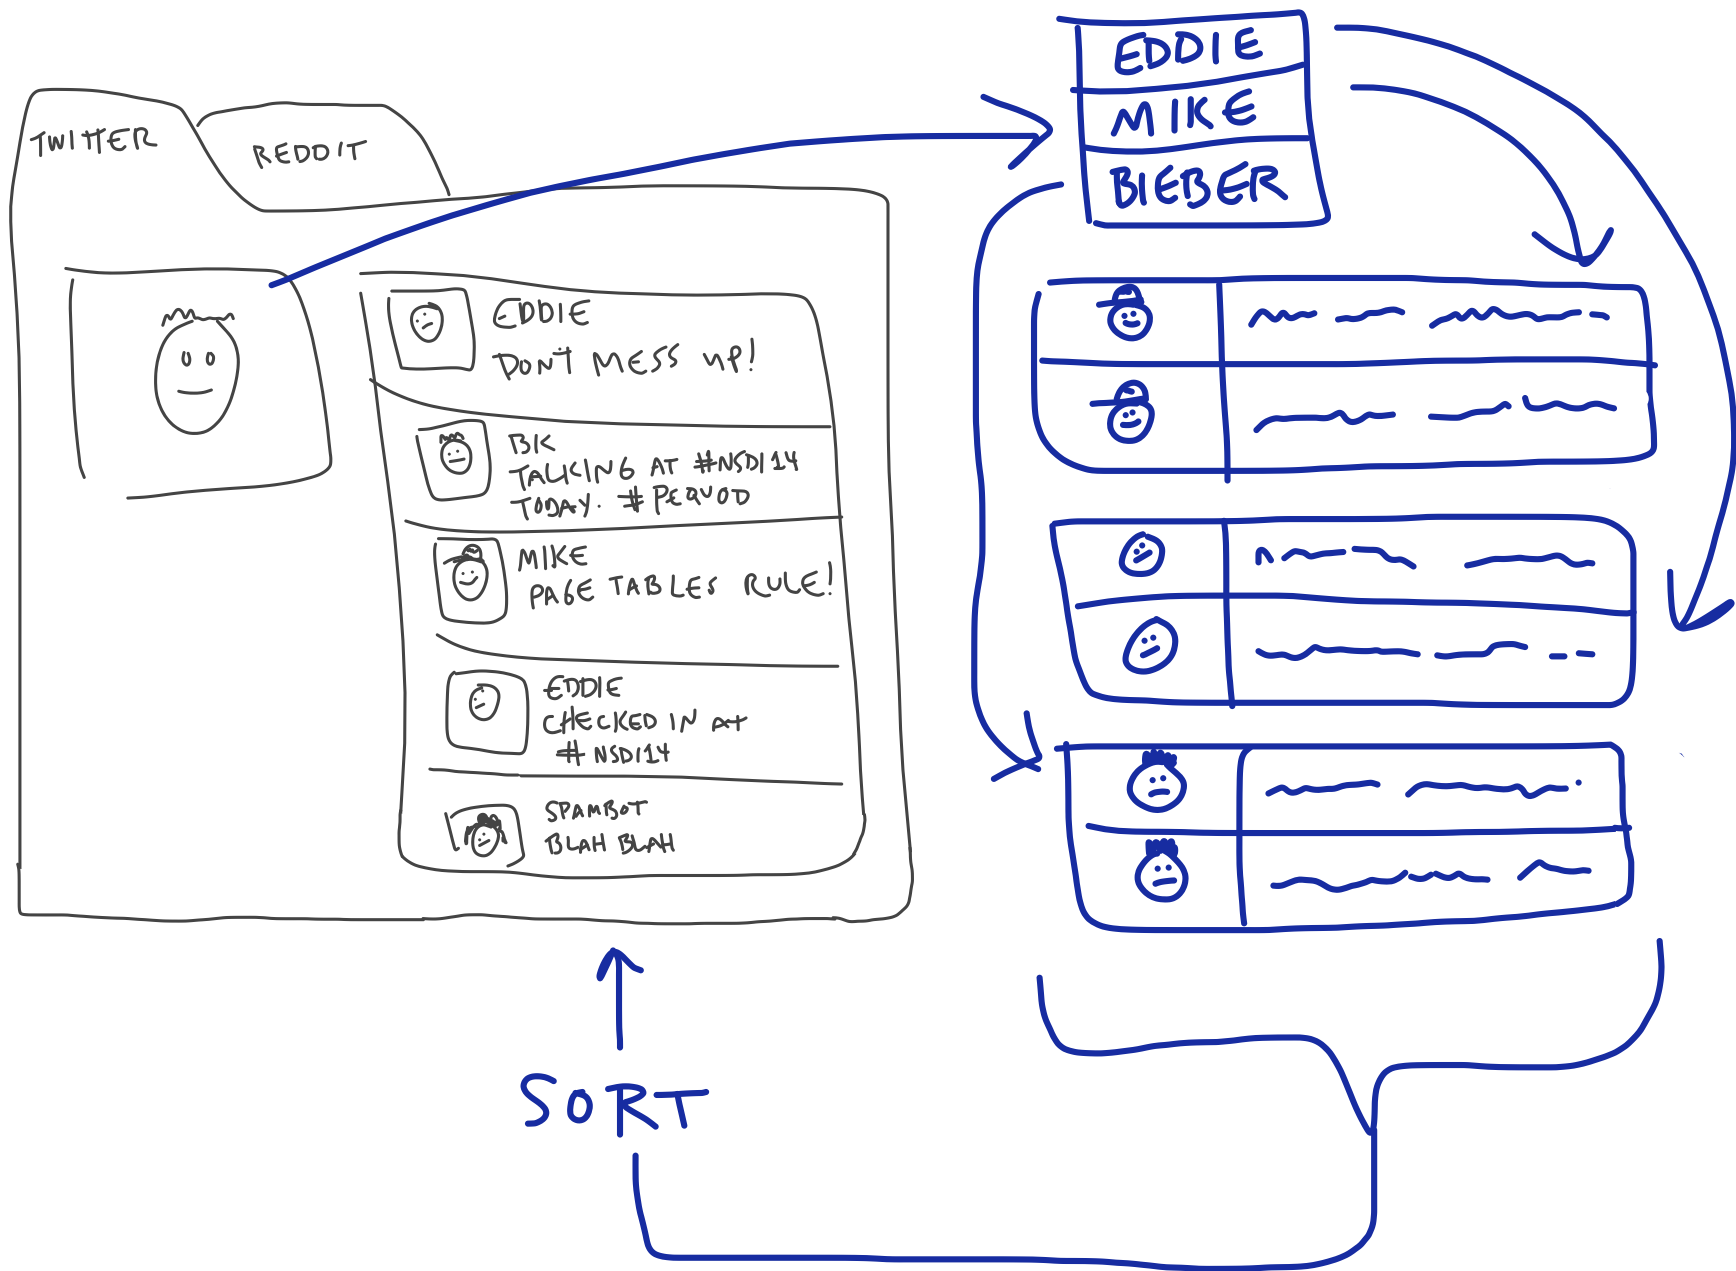 TWITTER
REDDIT
EDDIE
DON'T MESS UP!
BK
TALKING AT #NSDI14
TODAY. #PEQUOD
MIKE
PAGE TABLES RULE!
EDDIE
CHECKED IN AT
#NSDI14
SPAMBOT
BLAH BLAH
EDDIE
MIKE
BIEBER
SORT